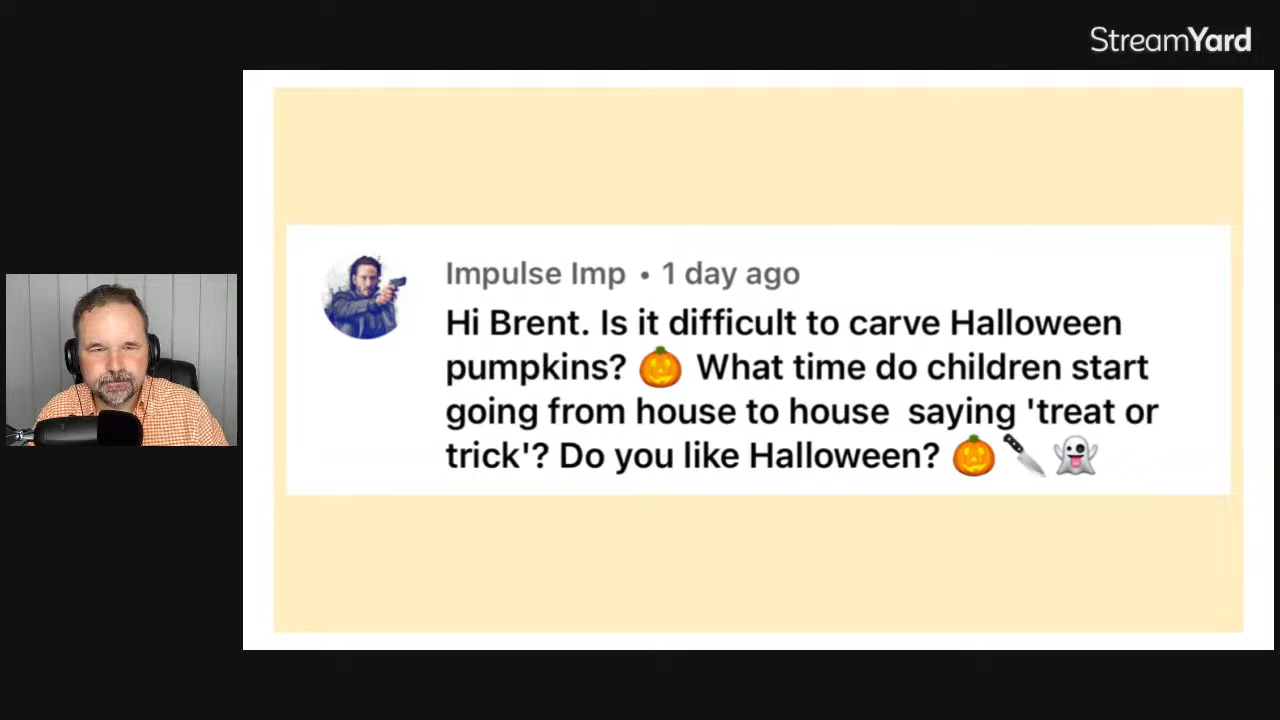 StreamYard
Impulse Imp • 1 day ago
Hi Brent. Is it difficult to carve Halloween
pumpkins? 🎃 What time do children start
going from house to house  saying 'treat or
trick'? Do you like Halloween? 🎃🔪👻